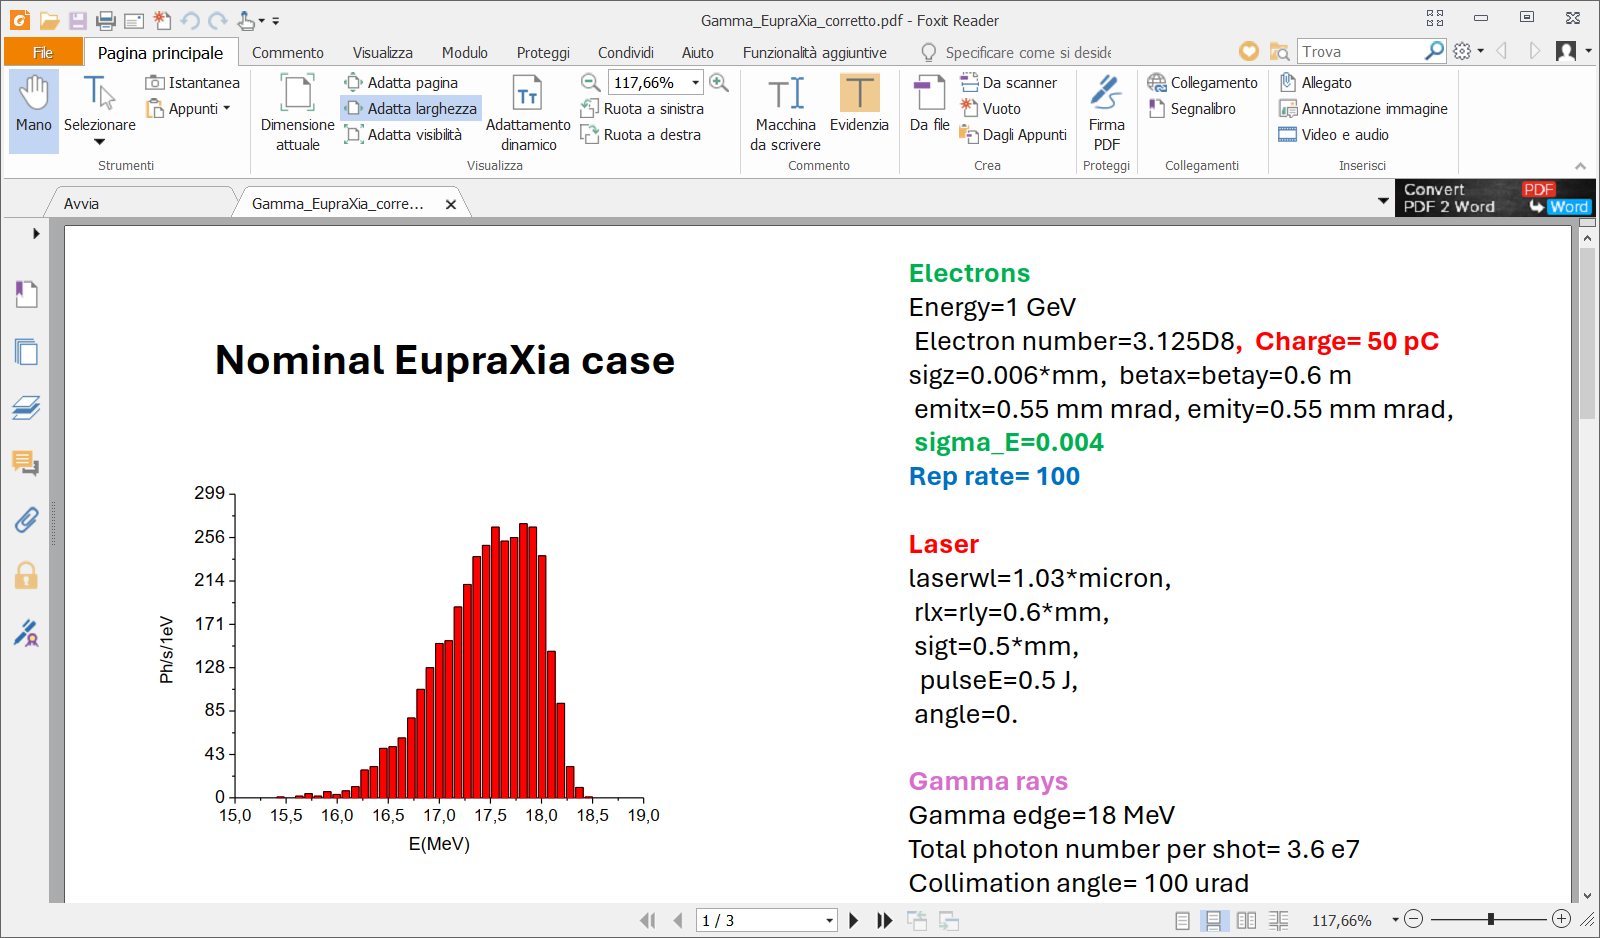 Gamma_EupraXia_corretto.pdf - Foxit Reader
File
Pagina principale
Commento
Visualizza
Modulo
Proteggi
Condividi
Aiuto
Funzionalità aggiuntive
Specificare come si deside
Trova
Mano
Selezionare
Istantanea
Appunti
Strumenti
Dimensione
attuale
Adatta pagina
Adatta larghezza
Adatta visibilità
Adattamento
dinamico
117,66%
Ruota a sinistra
Ruota a destra
Visualizza
Macchina
da scrivere
Evidenzia
Commento
Da file
Da scanner
Vuoto
Dagli Appunti
Crea
Firma
PDF
Proteggi
Collegamento
Segnalibro
Collegamenti
Allegato
Annotazione immagine
Video e audio
Inserisci
Avvia
Gamma_EupraXia_corre...
Convert PDF
PDF 2 Word Word
Nominal EupraXia case
299
256
214
171
128
85
43
0
Ph/s/1eV
15,0 15,5 16,0 16,5 17,0 17,5 18,0 18,5 19,0
E(MeV)
Electrons
Energy=1 GeV
Electron number=3.125D8, Charge= 50 pC
sigz=0.006*mm, betax=betay=0.6 m
emitx=0.55 mm mrad, emity=0.55 mm mrad,
sigma_E=0.004
Rep rate= 100
Laser
laserwl=1.03*micron,
rlx=rly=0.6*mm,
sigt=0.5*mm,
pulseE=0.5 J,
angle=0.
Gamma rays
Gamma edge=18 MeV
Total photon number per shot= 3.6 e7
Collimation angle= 100 urad
1 / 3
117,66%